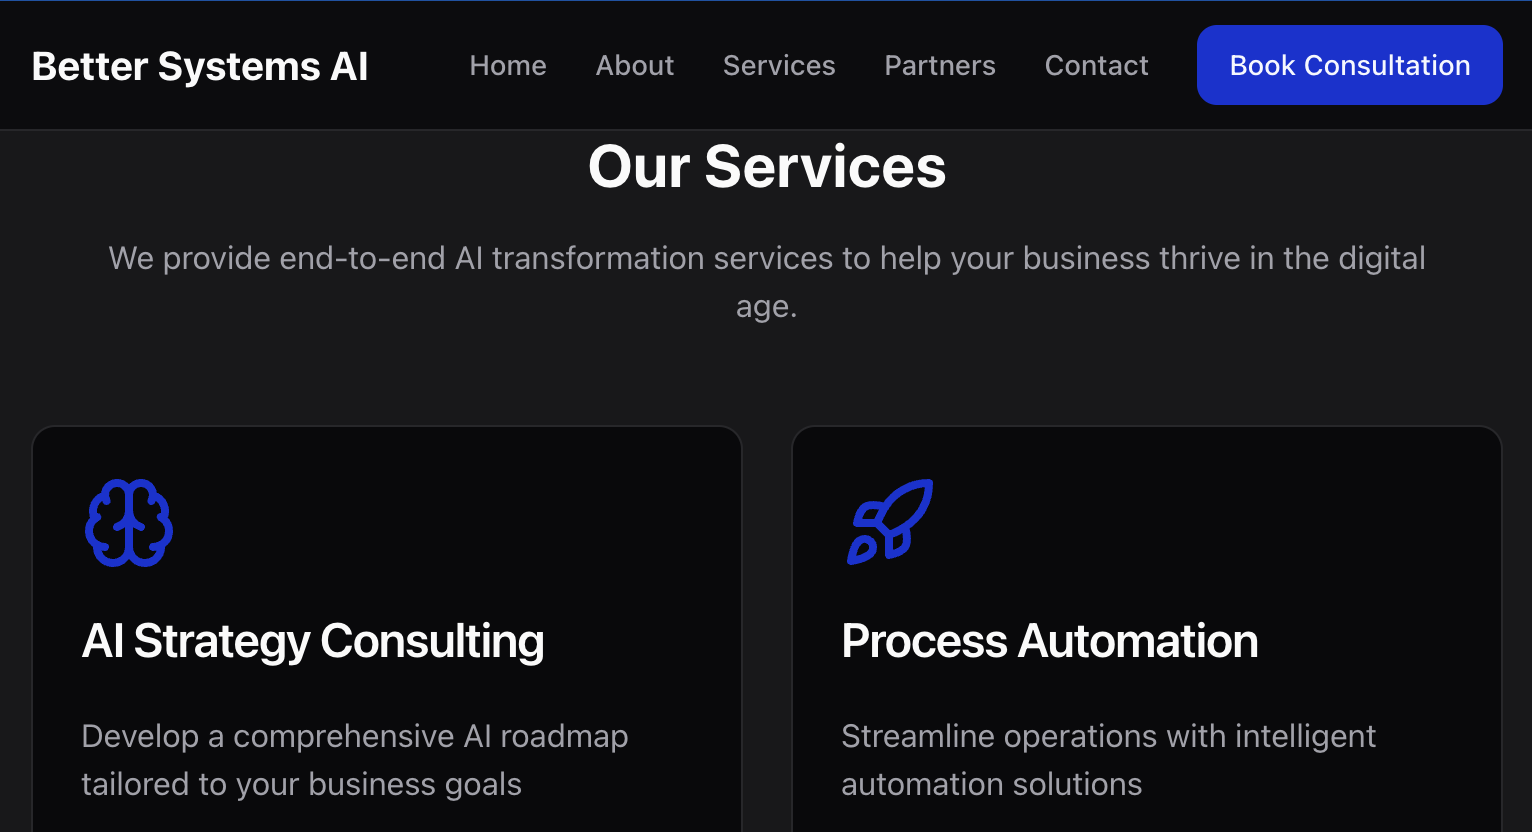 Better Systems AI
Home
About
Services
Partners
Contact
Book Consultation
Our Services
We provide end-to-end AI transformation services to help your business thrive in the digital
age.
AI Strategy Consulting
Develop a comprehensive AI roadmap
tailored to your business goals
Process Automation
Streamline operations with intelligent
automation solutions